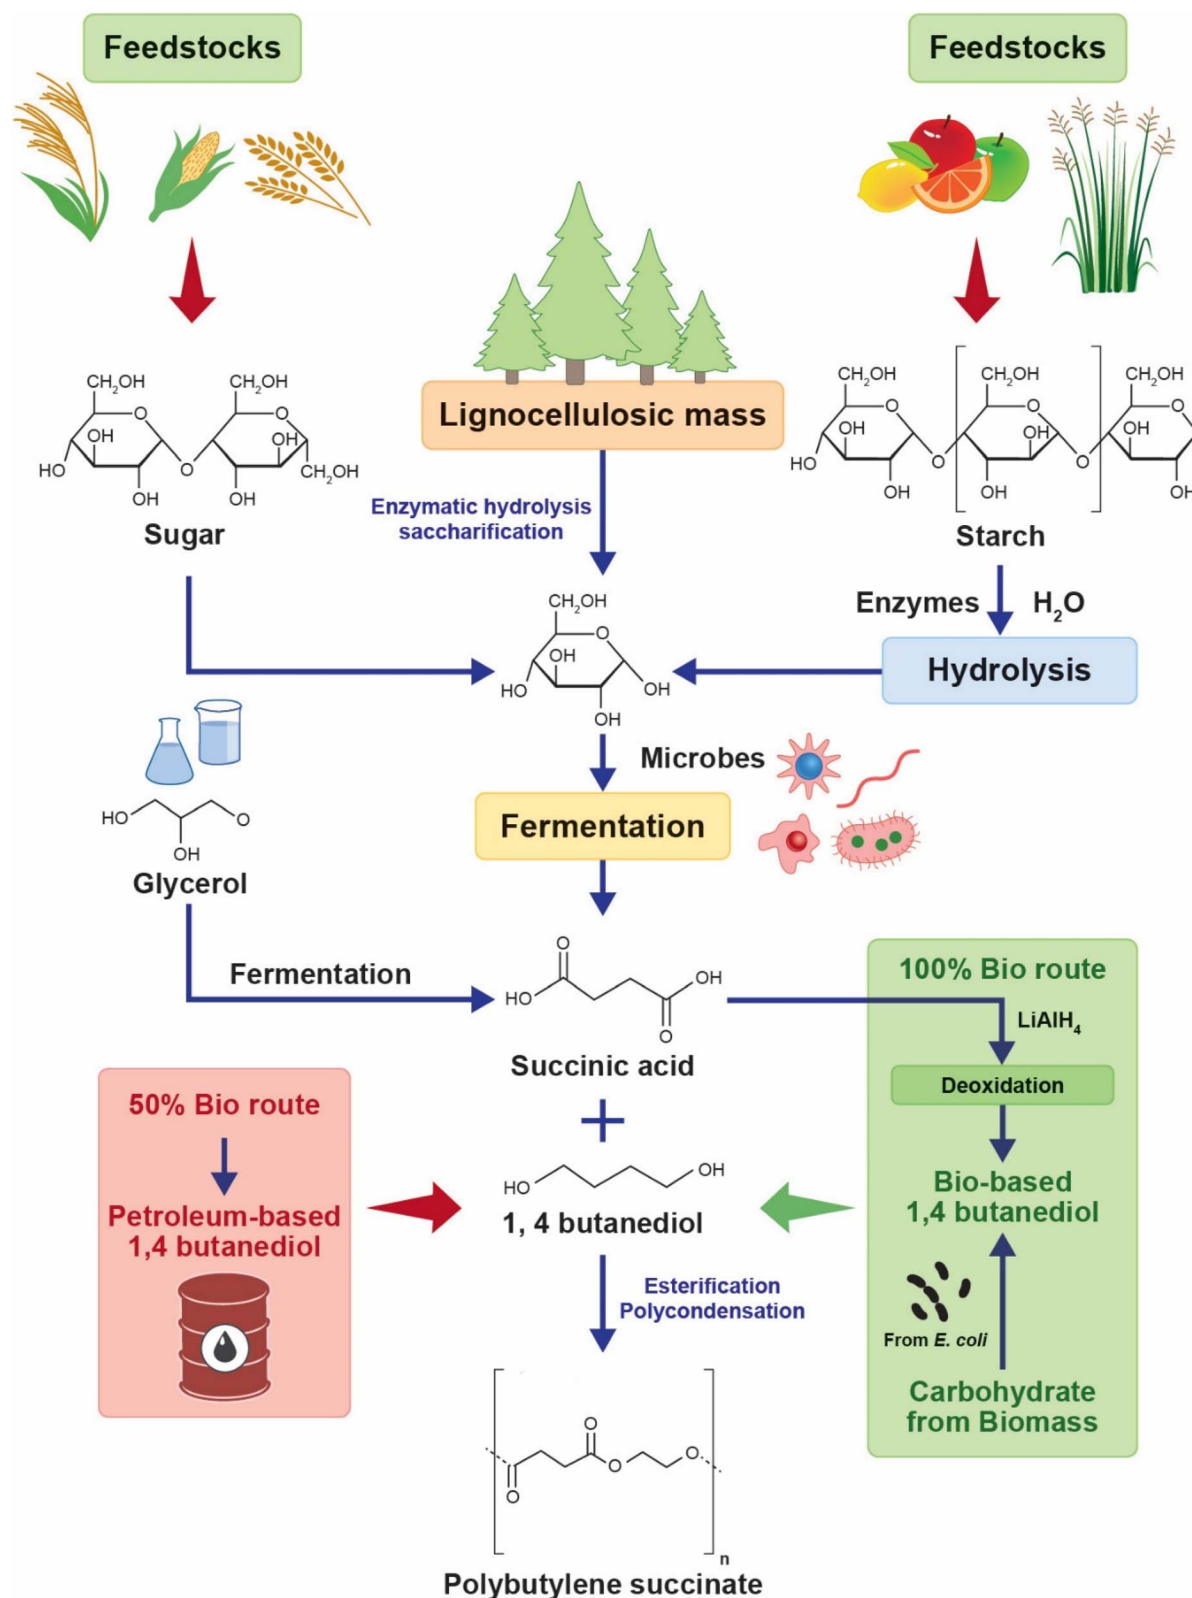 Feedstocks
Feedstocks
CH₂OH
O
OH
HO
OH
O
CH₂OH
O
OH
CH₂OH
OH
Sugar
Lignocellulosic mass
CH₂OH
O
OH
HO
OH
O
CH₂OH
O
OH
OH
O
CH₂OH
O
OH
OH
Starch
Enzymatic hydrolysis
saccharification
Enzymes H₂O
Hydrolysis
CH₂OH
O
OH
HO
OH
OH
Microbes
Fermentation
HO
O
OH
Glycerol
Fermentation
O
HO
OH
O
Succinic acid
100% Bio route
LiAlH₄
Deoxidation
Bio-based
1,4 butanediol
From E. coli
Carbohydrate
from Biomass
50% Bio route
Petroleum-based
1,4 butanediol
HO
OH
1, 4 butanediol
Esterification
Polycondensation
O
O
O
O
n
Polybutylene succinate